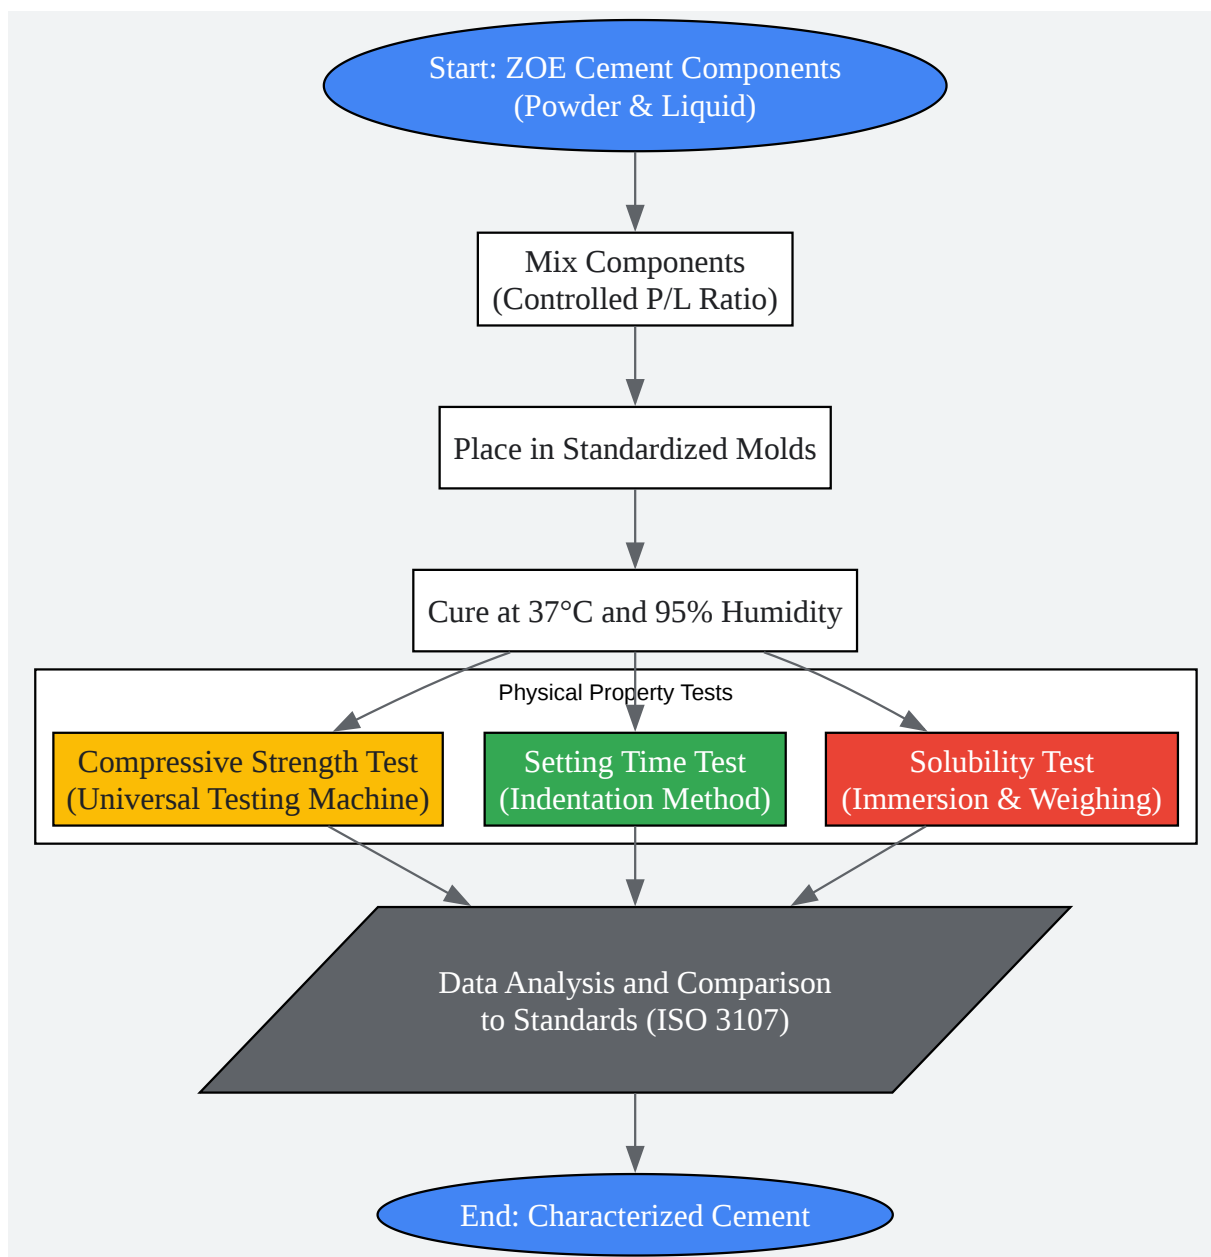 Start: ZOE Cement Components
(Powder & Liquid)
Mix Components
(Controlled P/L Ratio)
Place in Standardized Molds
Cure at 37°C and 95% Humidity
Physical Property Tests
Compressive Strength Test
(Universal Testing Machine)
Setting Time Test
(Indentation Method)
Solubility Test
(Immersion & Weighing)
Data Analysis and Comparison
to Standards (ISO 3107)
End: Characterized Cement